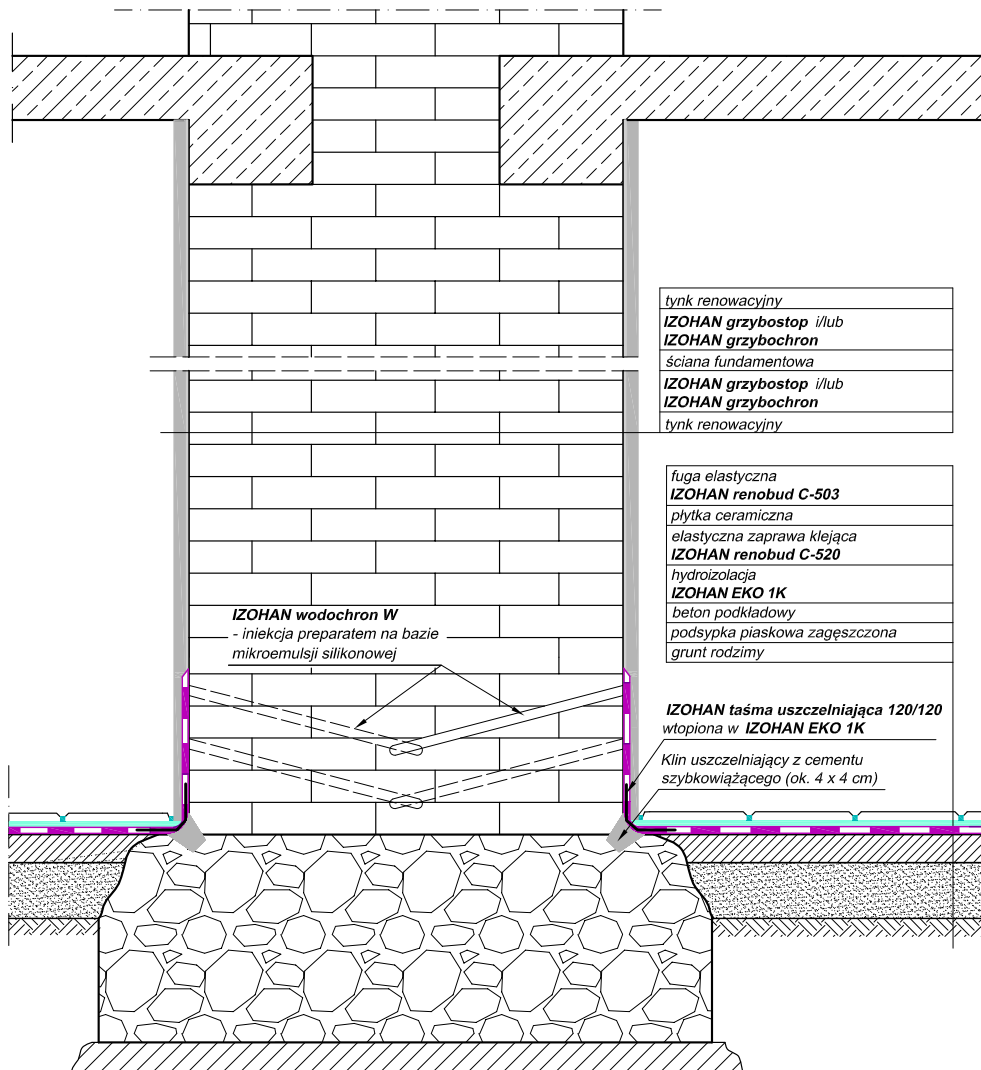 tynk renowacyjny
IZOHAN grzybostop i/lub
IZOHAN grzybochron
ściana fundamentowa
IZOHAN grzybostop i/lub
IZOHAN grzybochron
tynk renowacyjny
fuga elastyczna
IZOHAN renobud C-503
płytka ceramiczna
elastyczna zaprawa klejąca
IZOHAN renobud C-520
hydroizolacja
IZOHAN EKO 1K
beton podkładowy
podsypka piaskowa zagęszczona
grunt rodzimy
IZOHAN wodochron W
- iniekcja preparatem na bazie
mikroemulsji silikonowej
IZOHAN taśma uszczelniająca 120/120
wtopiona w IZOHAN EKO 1K
Klin uszczelniający z cementu
szybkowiążącego (ok. 4 x 4 cm)